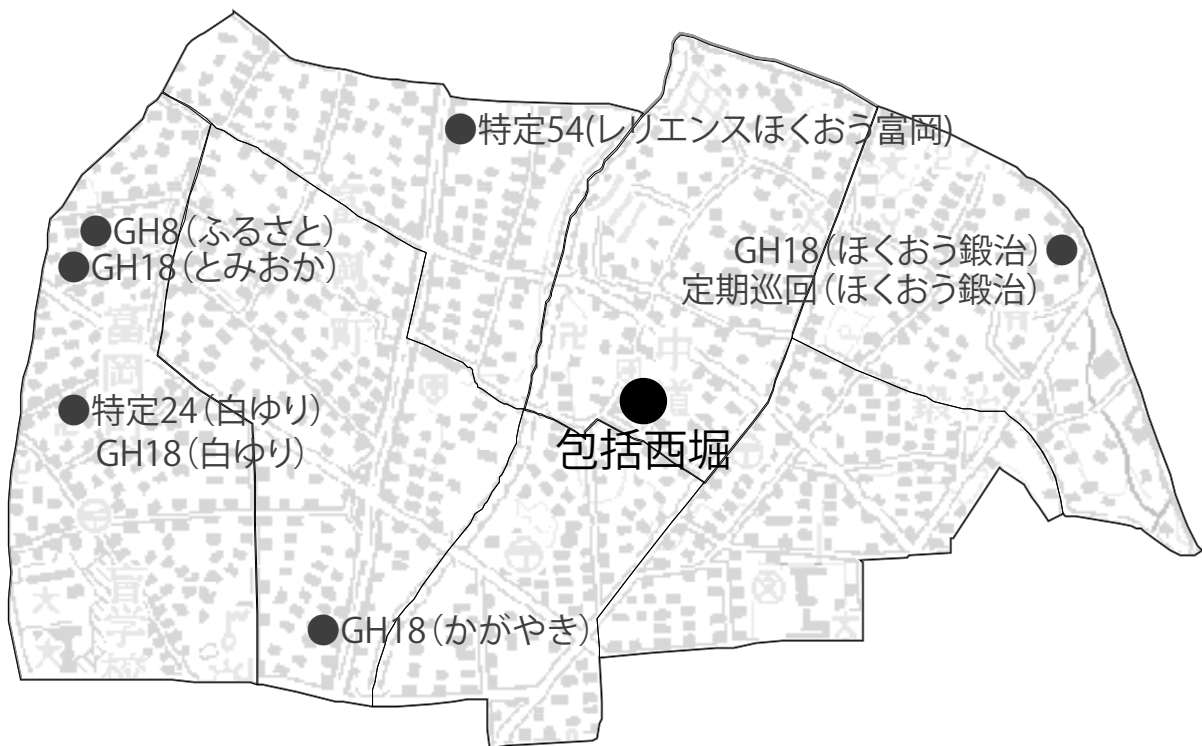 特定54(レリエンスほくおう富岡)
GH8(ふるさと)
GH18(とみおか)
GH18(ほくおう鍛治)
定期巡回(ほくおう鍛治)
特定24(白ゆり)
GH18(白ゆり)
包括西堀
GH18(かがやき)